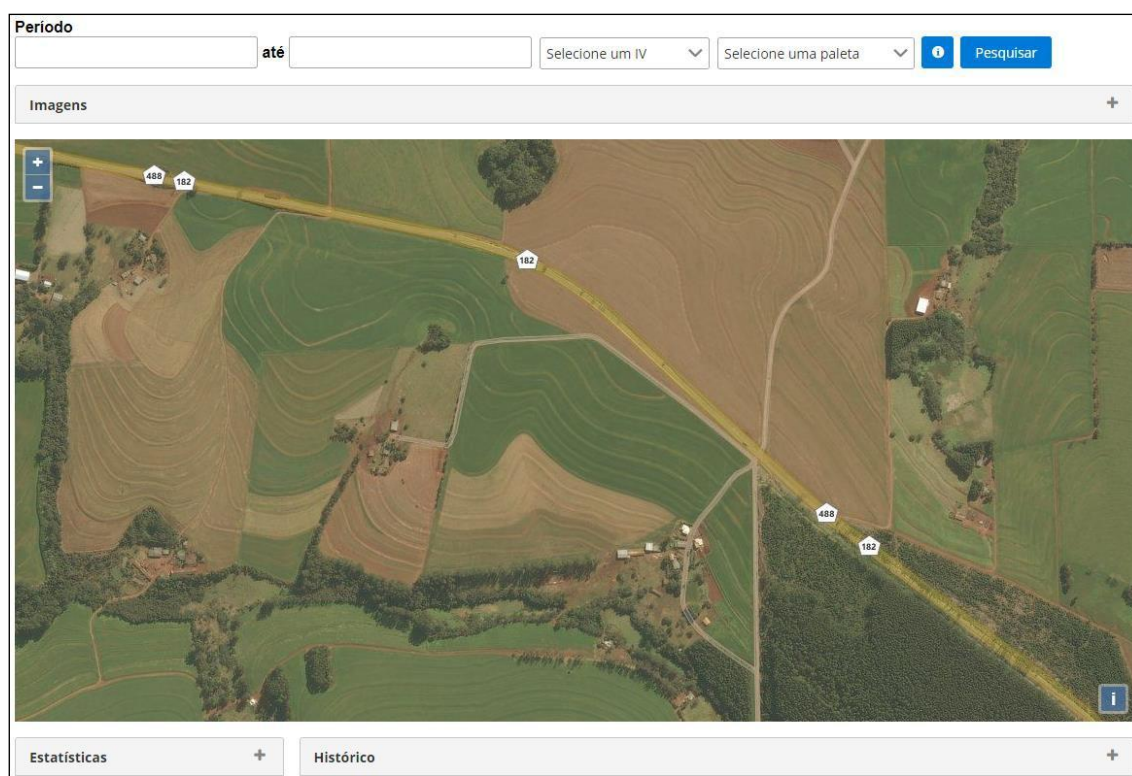 Período
até
Selecione um IV
Selecione uma paleta
i
Pesquisar
Imagens
+
+
−
488
182
182
488
182
i
Estatísticas +
Histórico +